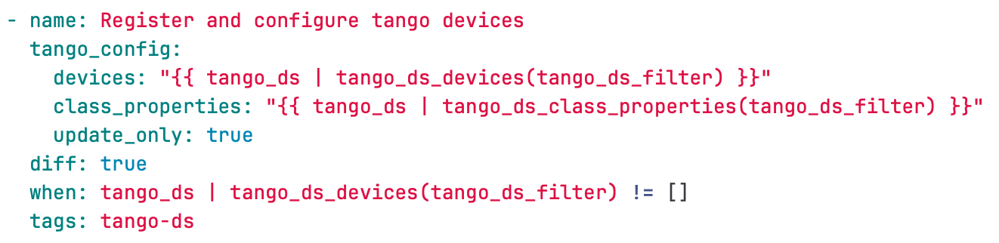 - name: Register and configure tango devices
  tango_config:
    devices: "{{ tango_ds | tango_ds_devices(tango_ds_filter) }}"
    class_properties: "{{ tango_ds | tango_ds_class_properties(tango_ds_filter) }}"
    update_only: true
  diff: true
  when: tango_ds | tango_ds_devices(tango_ds_filter) != []
  tags: tango-ds